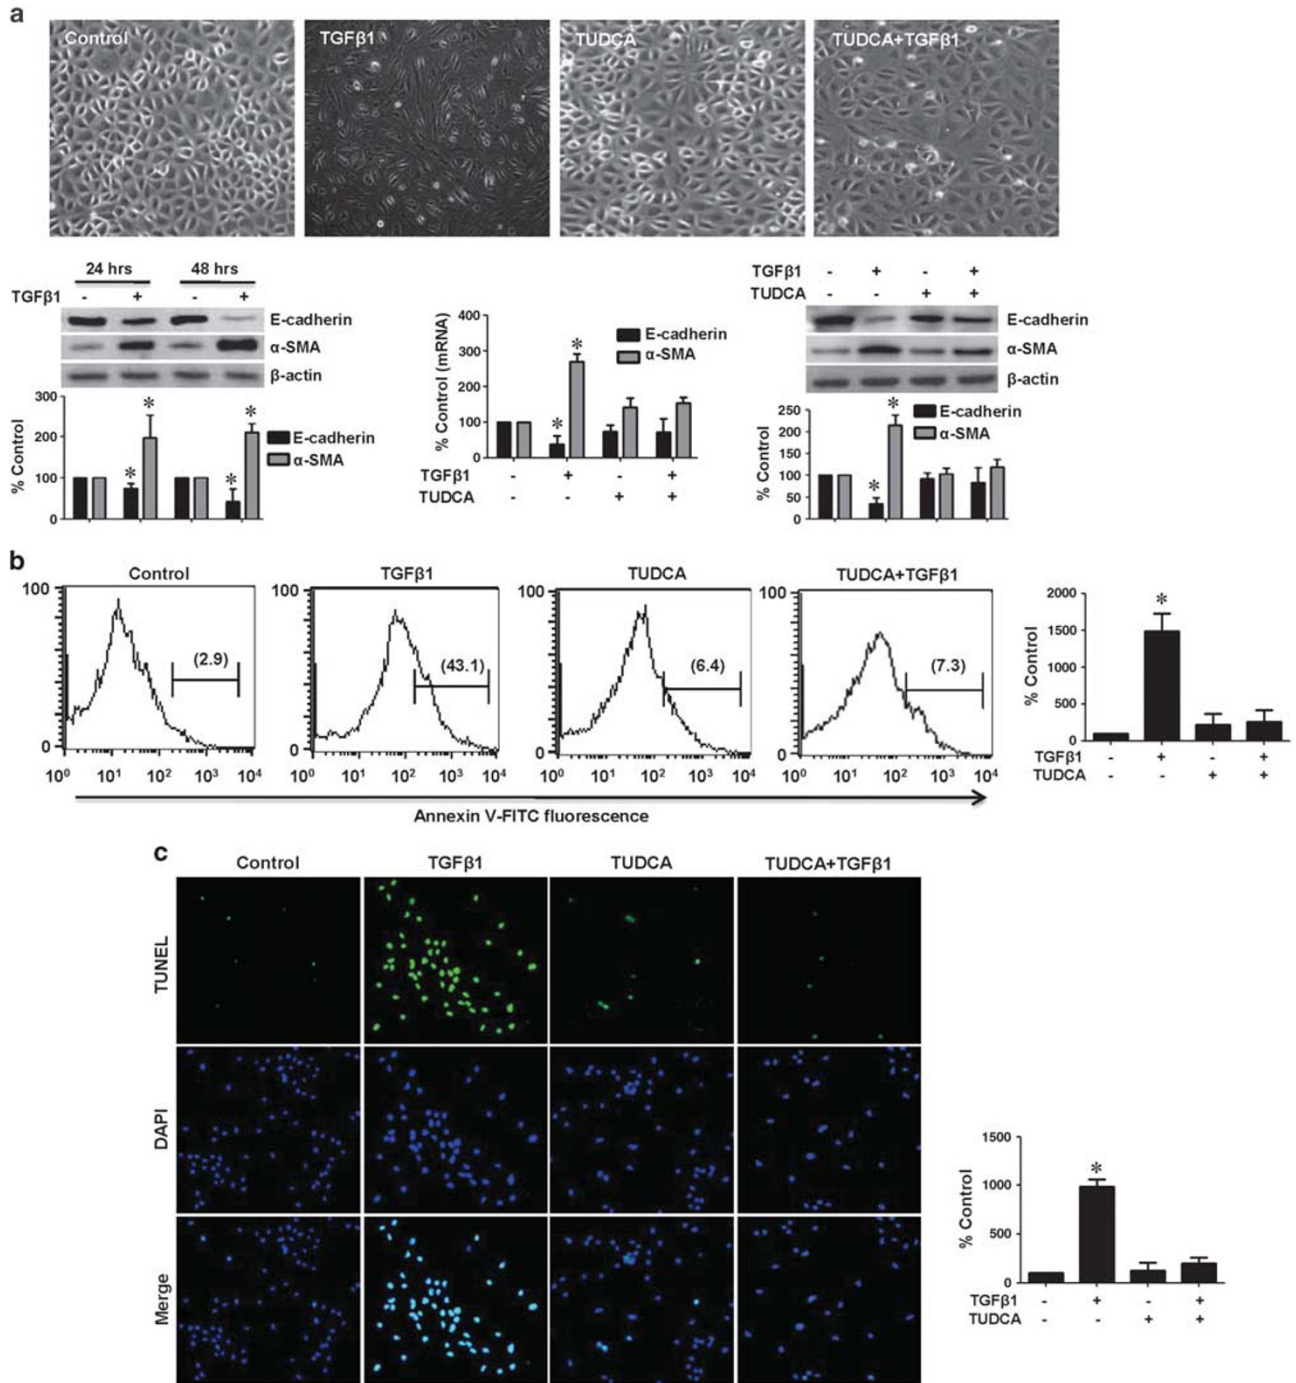 a
Control TGFβ1 TUDCA TUDCA+TGFβ1
24 hrs 48 hrs
TGFβ1 - + - +
E-cadherin
α-SMA
β-actin
300
200
100
0
% Control
* * * *
E-cadherin
α-SMA
400
300
200
100
0
% Control (mRNA)
* *
E-cadherin
α-SMA
TGFβ1 - + - +
TUDCA - - + +
TGFβ1 - + - +
TUDCA - - + +
E-cadherin
α-SMA
β-actin
250
200
150
100
50
0
% Control
* *
E-cadherin
α-SMA
b
Control TGFβ1 TUDCA TUDCA+TGFβ1
100 100 100 100
(2.9) (43.1) (6.4) (7.3)
0 0 0 0
10⁰ 10¹ 10² 10³ 10⁴ 10⁰ 10¹ 10² 10³ 10⁴ 10⁰ 10¹ 10² 10³ 10⁴ 10⁰ 10¹ 10² 10³ 10⁴
Annexin V-FITC fluorescence
2000
1500
1000
500
0
% Control
*
TGFβ1 - + - +
TUDCA - - + +
c
Control TGFβ1 TUDCA TUDCA+TGFβ1
TUNEL
DAPI
Merge
1500
1000
500
0
% Control
*
TGFβ1 - + - +
TUDCA - - + +